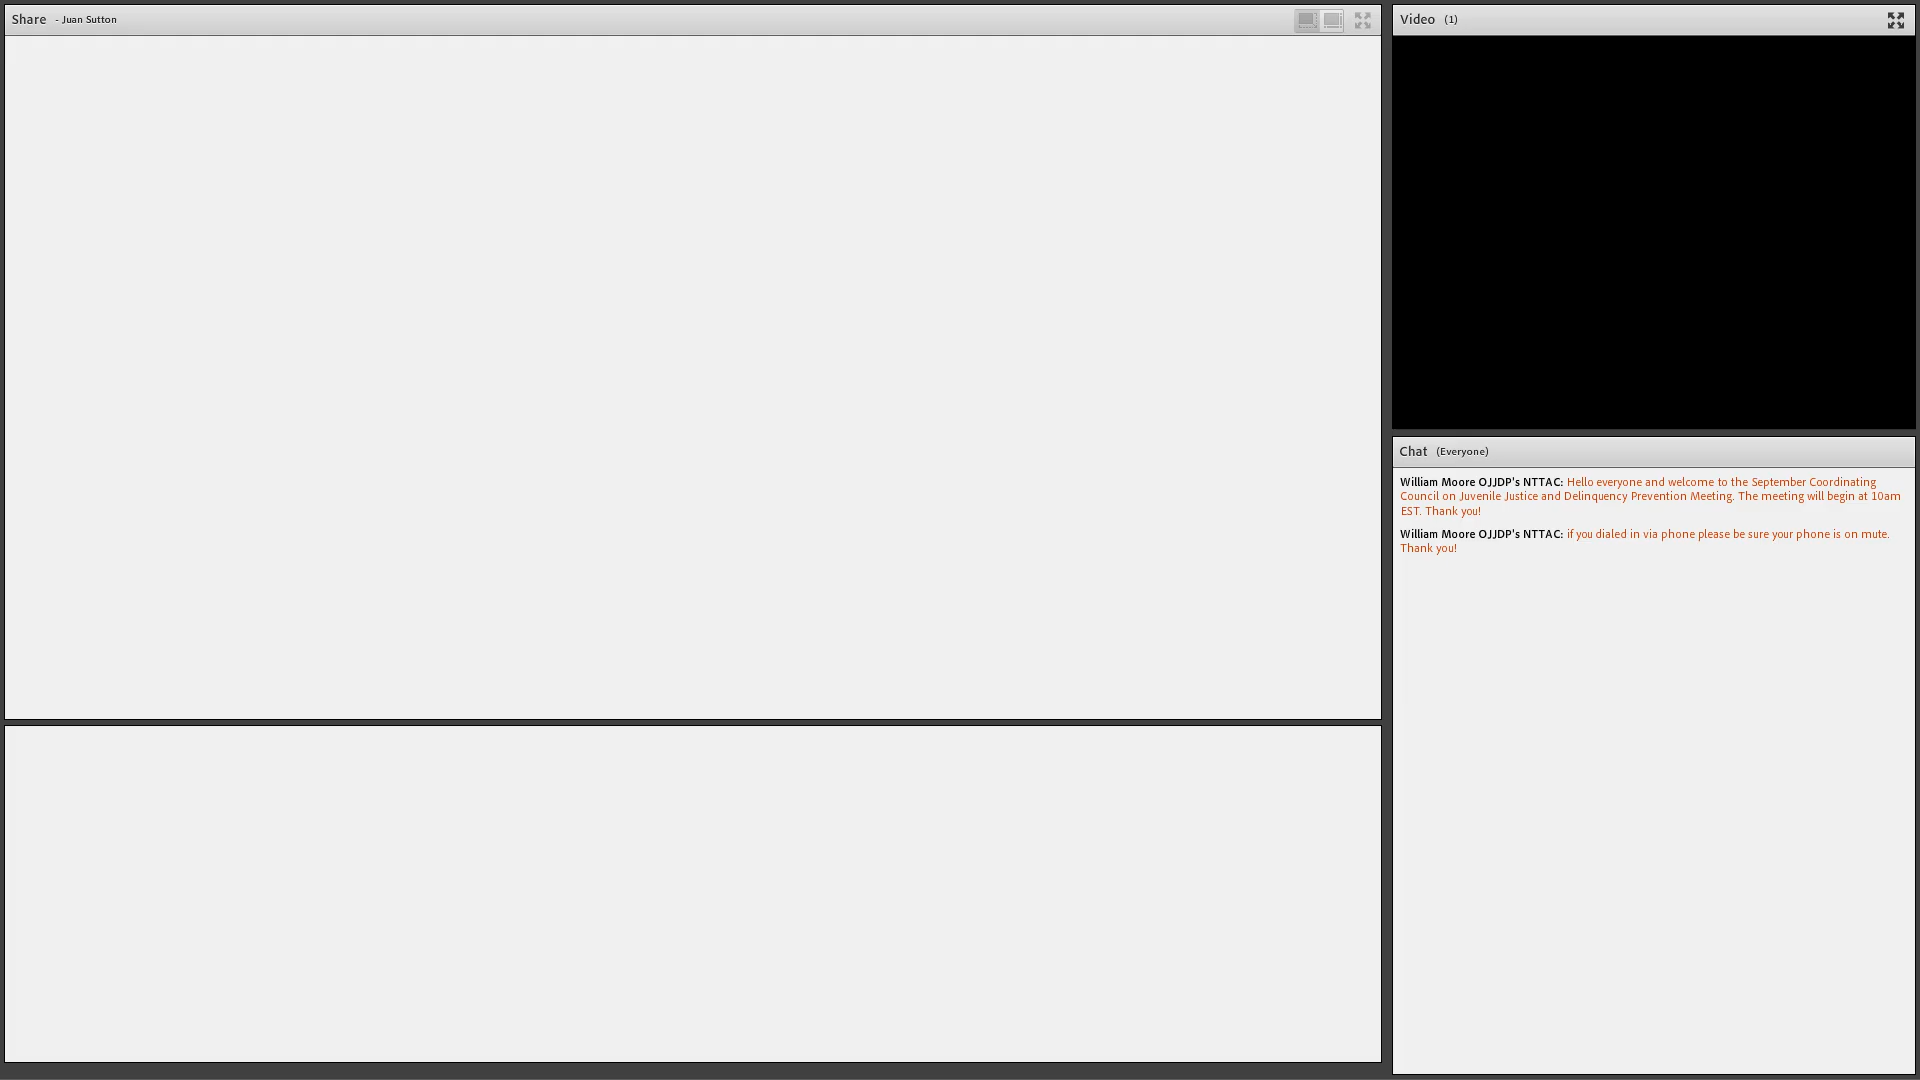 Share - Juan Sutton
Video (1)
Chat (Everyone)
William Moore OJJDP's NTTAC: Hello everyone and welcome to the September Coordinating
Council on Juvenile Justice and Delinquency Prevention Meeting. The meeting will begin at 10am
EST. Thank you!
William Moore OJJDP's NTTAC: if you dialed in via phone please be sure your phone is on mute.
Thank you!